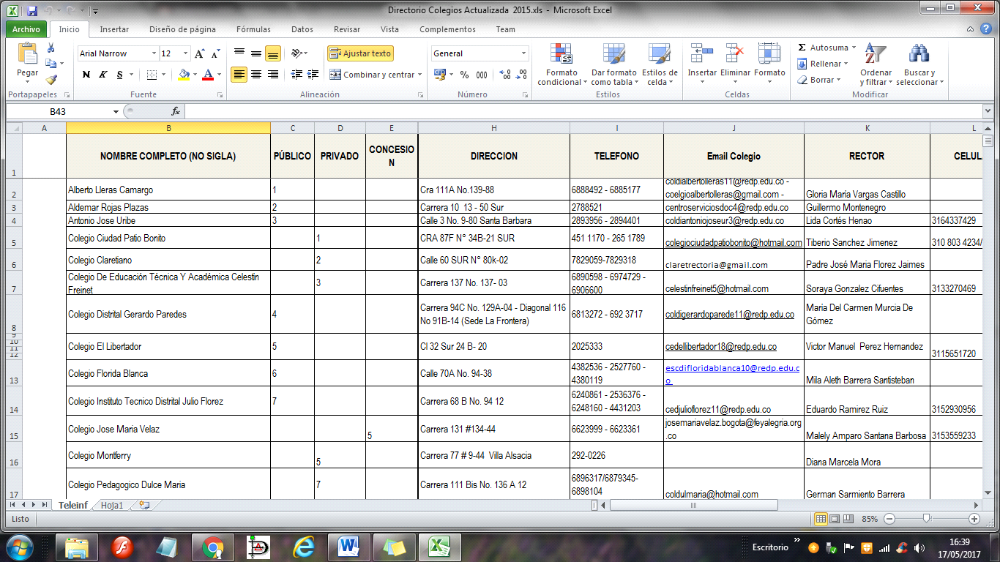 Directorio Colegios Actualizada 2015.xls - Microsoft Excel
Archivo Inicio Insertar Diseño de página Fórmulas Datos Revisar Vista Complementos Team
Pegar
Portapapeles
Arial Narrow 12
N K S
Fuente
Ajustar texto
Combinar y centrar
Alineación
General
% 000
Número
Formato condicional
Dar formato como tabla
Estilos de celda
Estilos
Insertar Eliminar Formato
Celdas
Autosuma
Rellenar
Borrar
Ordenar y filtrar
Buscar y seleccionar
Modificar
B43 fx
A B C D E H I J K L
1 NOMBRE COMPLETO (NO SIGLA) PÚBLICO PRIVADO CONCESIO
N DIRECCION TELEFONO Email Colegio RECTOR CELUL
2 Alberto Lleras Camargo 1 Cra 111A No.139-88 6888492 - 6885177 coldialbertolleras11@redp.edu.co -
coelgioalbertolleras@gmail.com - Gloria María Vargas Castillo
3 Aldemar Rojas Plazas 2 Carrera 10 13 - 50 Sur 2788521 centroserviciosdoc4@redp.edu.co Guillermo Montenegro
4 Antonio Jose Uribe 3 Calle 3 No. 9-80 Santa Barbara 2893956 - 2894401 coldiantoniojoseur3@redp.edu.co Lida Cortés Henao 3164337429
5 Colegio Ciudad Patio Bonito 1 CRA 87F N° 34B-21 SUR 451 1170 - 265 1789 colegiociudadpatiobonito@hotmail.com Tiberio Sanchez Jimenez 310 803 4234/
6 Colegio Claretiano 2 Calle 60 SUR N° 80k-02 7829059-7829318 claretrectoria@gmail.com Padre José Maria Florez Jaimes
7 Colegio De Educación Técnica Y Académica Celestin
Freinet 3 Carrera 137 No. 137- 03 6890598 - 6974729 -
6906600 celestinfreinet5@hotmail.com Soraya Gonzalez Cifuentes 3133270469
8 Colegio Distrital Gerardo Paredes 4 Carrera 94C No. 129A-04 - Diagonal 116
No 91B-14 (Sede La Frontera) 6813272 - 692 3717 coldigerardoparede11@redp.edu.co María Del Carmen Murcia De
Gómez
9
10
11
12
Colegio El Libertador 5 Cl 32 Sur 24 B- 20 2025333 cedellibertador18@redp.edu.co Victor Manuel Perez Hernandez 3115651720
13 Colegio Florida Blanca 6 Calle 70A No. 94-38 4382536 - 2527760 -
4380119 escdifloridablanca10@redp.edu.c
o Mila Aleth Barrera Santisteban
14 Colegio Instituto Tecnico Distrital Julio Florez 7 Carrera 68 B No. 94 12 6240861 - 2536376 -
6248160 - 4431203 cedjulioflorez11@redp.edu.co Eduardo Ramirez Ruiz 3152930956
15 Colegio Jose Maria Velaz 5 Carrera 131 #134-44 6623999 - 6623361 josemariavelaz.bogota@feyalegria.org
.co Malely Amparo Santana Barbosa 3153559233
16 Colegio Montferry 5 Carrera 77 # 9-44 Villa Alsacia 292-0226 Diana Marcela Mora
17 Colegio Pedagogico Dulce Maria 7 Carrera 111 Bis No. 136 A 12 6896317/6879345-
6898104 coldulmaria@hotmail.com German Sarmiento Barrera
Teleinf Hoja1
Listo 85%
Escritorio 16:39
17/05/2017